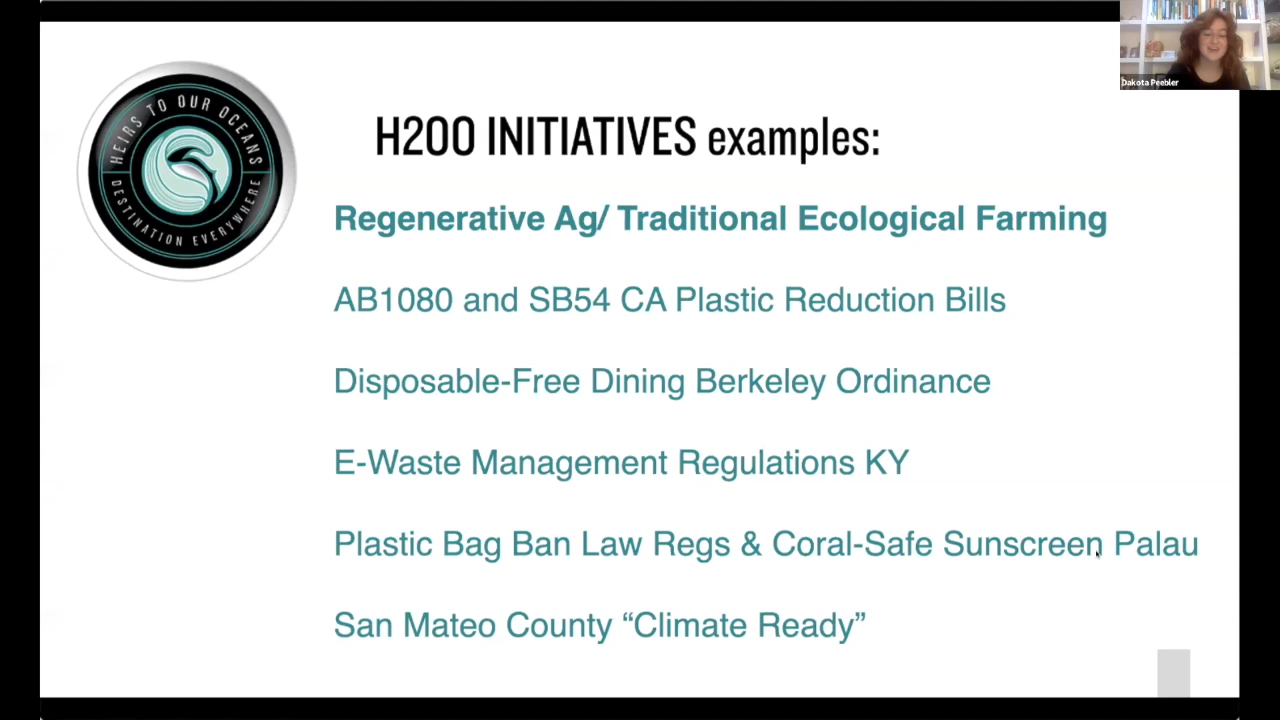 HEIRS TO OUR OCEANS
DESTINATION EVERYWHERE
Dakota Peebler
H2OO INITIATIVES examples:
Regenerative Ag/ Traditional Ecological Farming
AB1080 and SB54 CA Plastic Reduction Bills
Disposable-Free Dining Berkeley Ordinance
E-Waste Management Regulations KY
Plastic Bag Ban Law Regs & Coral-Safe Sunscreen Palau
San Mateo County “Climate Ready”